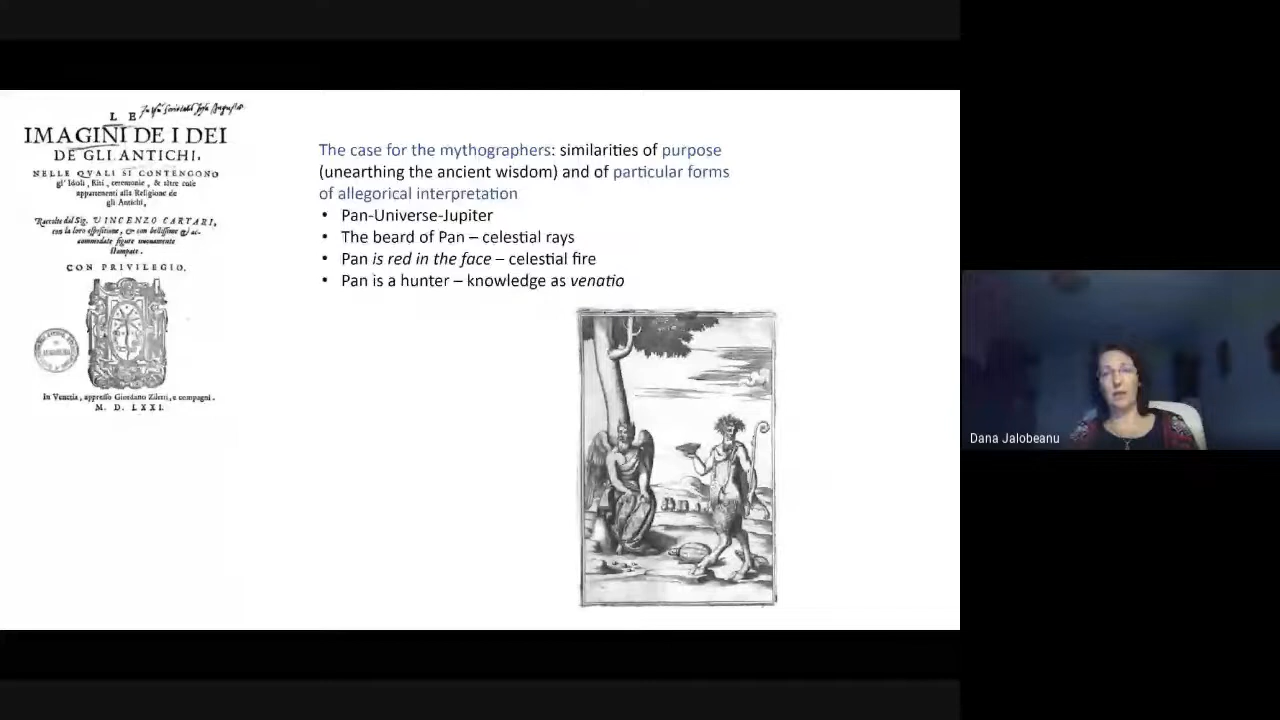 L E
IMAGINI DE I DEI
DE GLI ANTICHI,
NELLE QVALI SI CONTENGONO
gl'Idoli, Riti, ceremonie, & altre cose
appartenenti alla Religione de
gli Antichi,
Raccolte dal Sig. VINCENZO CARTARI,
con la loro espositione, & con bellissime & ac-
commodate figure nuouamente
stampate.
CON PRIVILEGIO.
In Venetia, appresso Giordano Ziletti, e compagni.
M. D. LXXI.
The case for the mythographers: similarities of purpose
(unearthing the ancient wisdom) and of particular forms
of allegorical interpretation
• Pan-Universe-Jupiter
• The beard of Pan – celestial rays
• Pan is red in the face – celestial fire
• Pan is a hunter – knowledge as venatio
Dana Jalobeanu